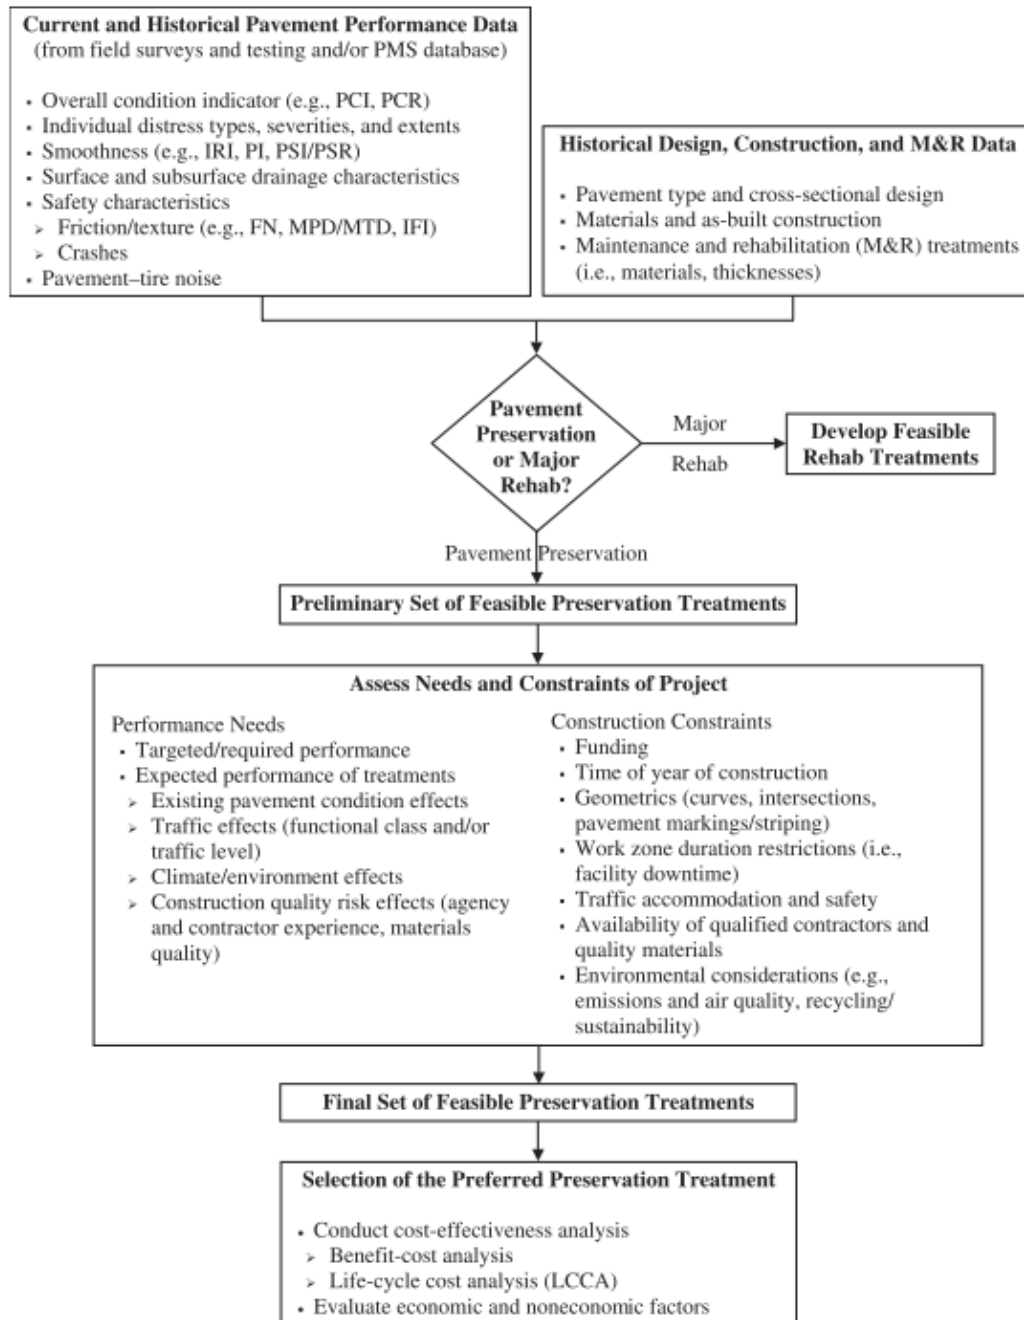 Current and Historical Pavement Performance Data
(from field surveys and testing and/or PMS database)
• Overall condition indicator (e.g., PCI, PCR)
• Individual distress types, severities, and extents
• Smoothness (e.g., IRI, PI, PSI/PSR)
• Surface and subsurface drainage characteristics
• Safety characteristics
➢ Friction/texture (e.g., FN, MPD/MTD, IFI)
➢ Crashes
• Pavement–tire noise
Historical Design, Construction, and M&R Data
• Pavement type and cross-sectional design
• Materials and as-built construction
• Maintenance and rehabilitation (M&R) treatments
(i.e., materials, thicknesses)
Pavement
Preservation
or Major
Rehab?
Major
Rehab
Develop Feasible
Rehab Treatments
Pavement Preservation
Preliminary Set of Feasible Preservation Treatments
Assess Needs and Constraints of Project
Performance Needs
• Targeted/required performance
• Expected performance of treatments
➢ Existing pavement condition effects
➢ Traffic effects (functional class and/or
traffic level)
➢ Climate/environment effects
➢ Construction quality risk effects (agency
and contractor experience, materials
quality)
Construction Constraints
• Funding
• Time of year of construction
• Geometrics (curves, intersections,
pavement markings/striping)
• Work zone duration restrictions (i.e.,
facility downtime)
• Traffic accommodation and safety
• Availability of qualified contractors and
quality materials
• Environmental considerations (e.g.,
emissions and air quality, recycling/
sustainability)
Final Set of Feasible Preservation Treatments
Selection of the Preferred Preservation Treatment
• Conduct cost-effectiveness analysis
➢ Benefit-cost analysis
➢ Life-cycle cost analysis (LCCA)
• Evaluate economic and noneconomic factors